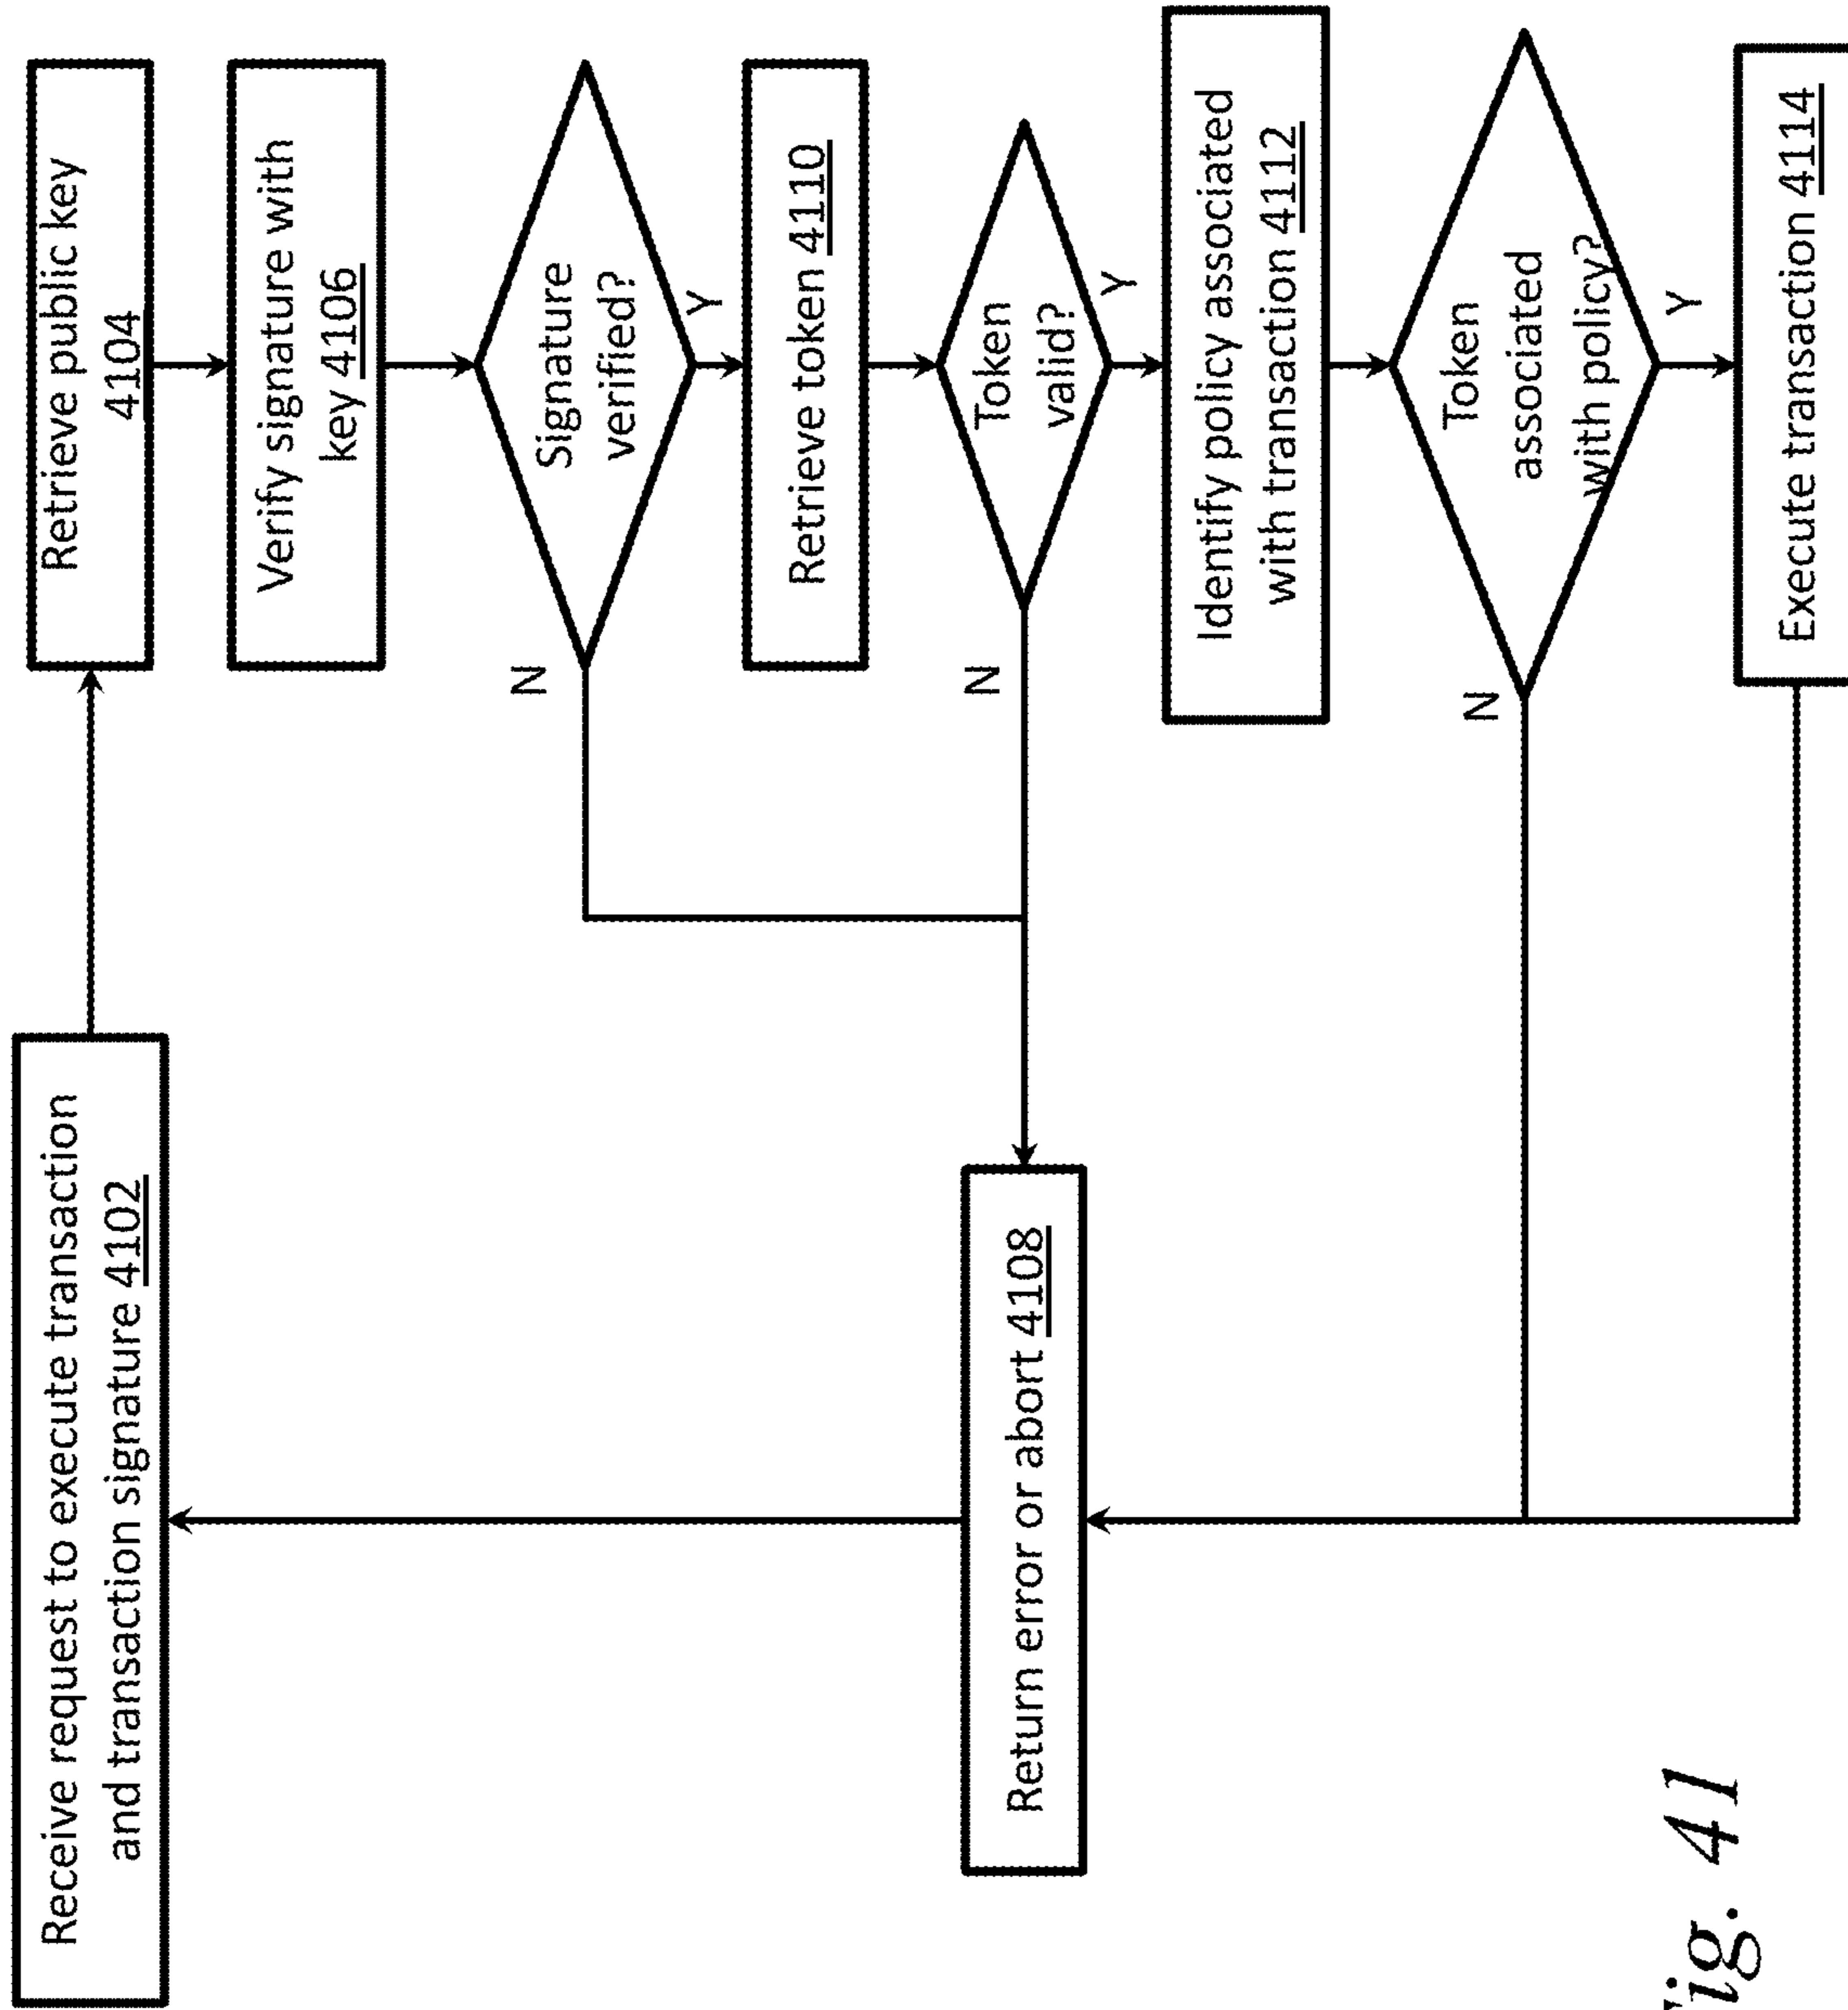 Receive request to execute transaction
and transaction signature 4102
Retrieve public key
4104
Verify signature with
key 4106
Signature
verified?
N
Y
Retrieve token 4110
Token
valid?
N
Y
Return error or abort 4108
Identify policy associated
with transaction 4112
Token
associated
with policy?
N
Y
Execute transaction 4114
ig. 41